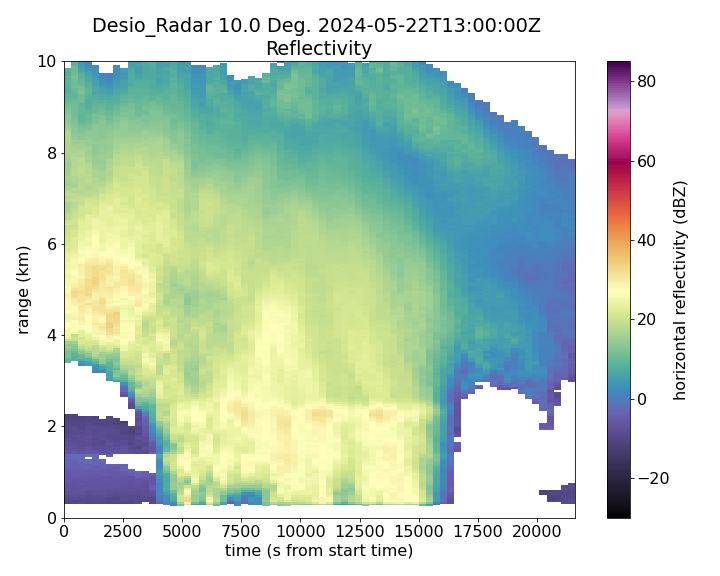 Desio_Radar 10.0 Deg. 2024-05-22T13:00:00Z
Reflectivity
10
8
6
4
2
0
range (km)
0 2500 5000 7500 10000 12500 15000 17500 20000
time (s from start time)
80
60
40
20
0
−20
horizontal reflectivity (dBZ)